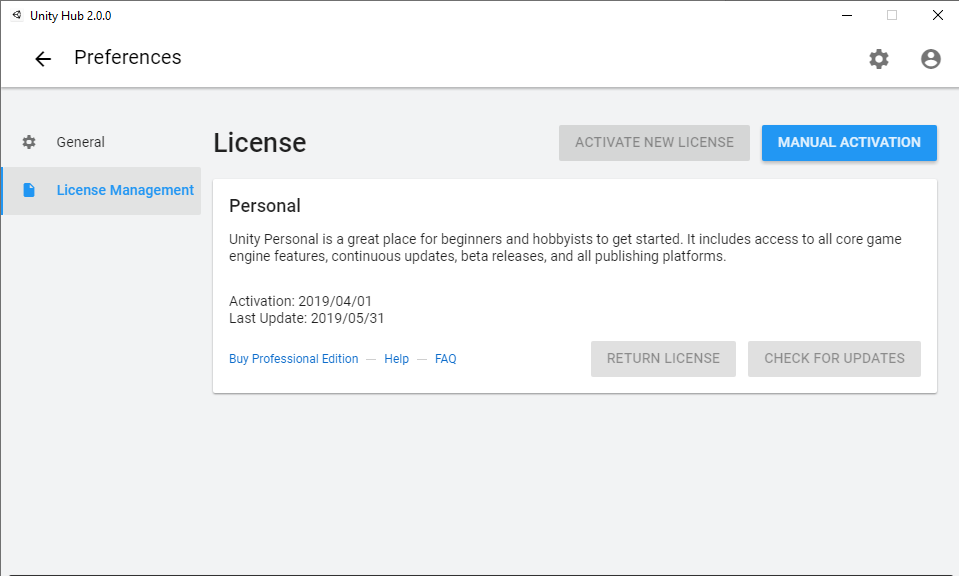 Unity Hub 2.0.0
Preferences
General
License Management
License
ACTIVATE NEW LICENSE
MANUAL ACTIVATION
Personal
Unity Personal is a great place for beginners and hobbyists to get started. It includes access to all core game
engine features, continuous updates, beta releases, and all publishing platforms.
Activation: 2019/04/01
Last Update: 2019/05/31
Buy Professional Edition — Help — FAQ
RETURN LICENSE
CHECK FOR UPDATES